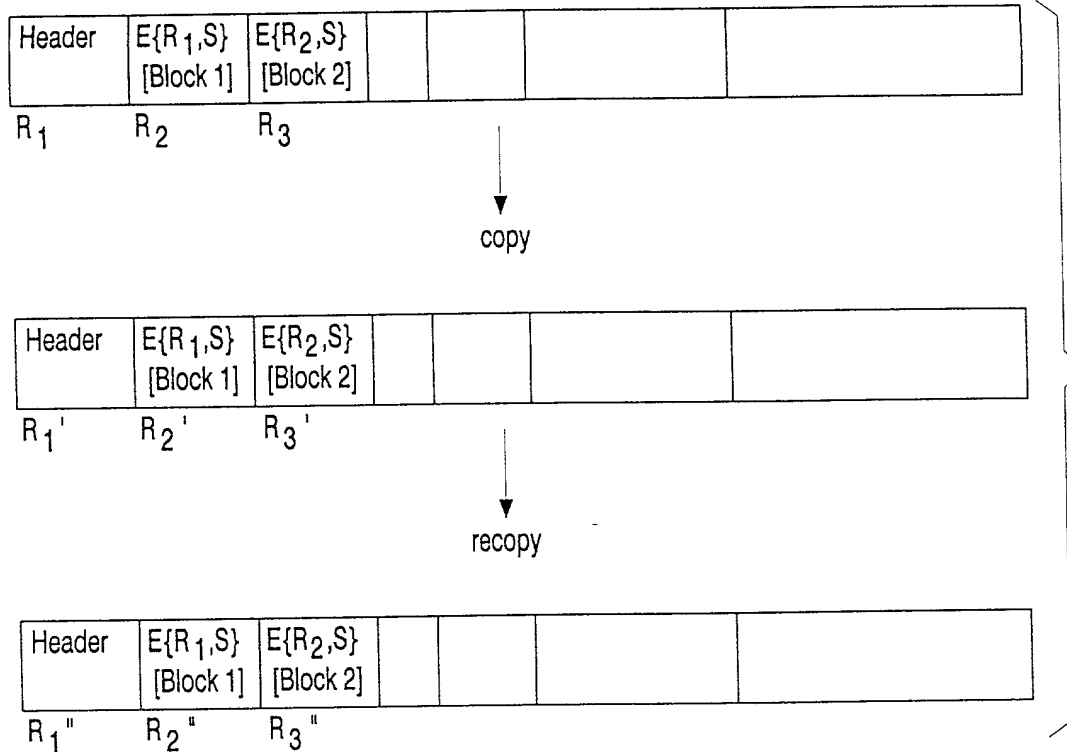 Header E{R1,S} E{R2,S}
[Block 1] [Block 2]
R1 R2 R3
copy
Header E{R1,S} E{R2,S}
[Block 1] [Block 2]
R1' R2' R3'
recopy
Header E{R1,S} E{R2,S}
[Block 1] [Block 2]
R1" R2" R3"